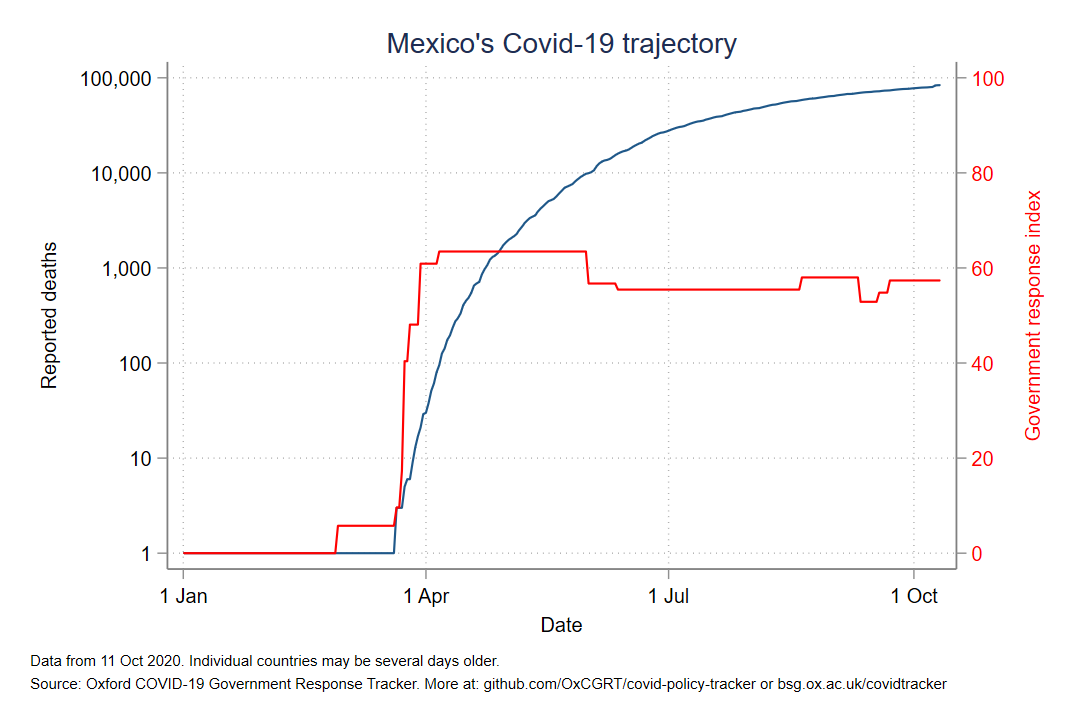 Mexico's Covid-19 trajectory
100,000
10,000
1,000
100
10
1
Reported deaths
100
80
60
40
20
0
Government response index
1 Jan
1 Apr
1 Jul
1 Oct
Date
Data from 11 Oct 2020. Individual countries may be several days older.
Source: Oxford COVID-19 Government Response Tracker. More at: github.com/OxCGRT/covid-policy-tracker or bsg.ox.ac.uk/covidtracker